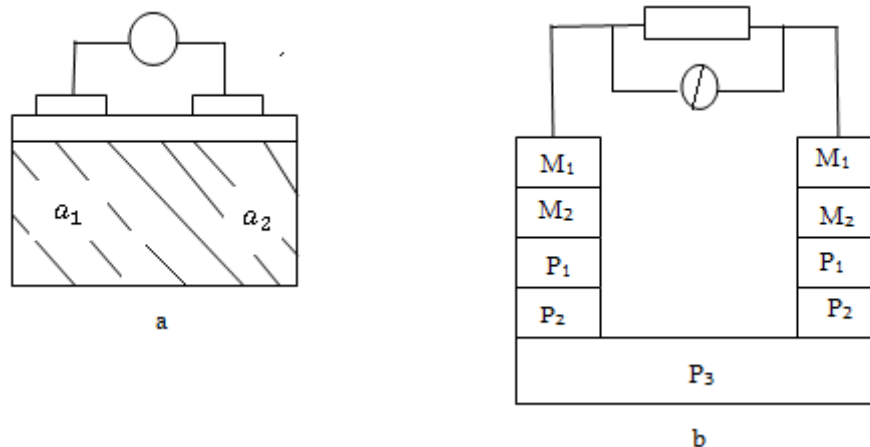 a₁ a₂
a
M₁ M₁
M₂ M₂
P₁ P₁
P₂ P₂
P₃
b